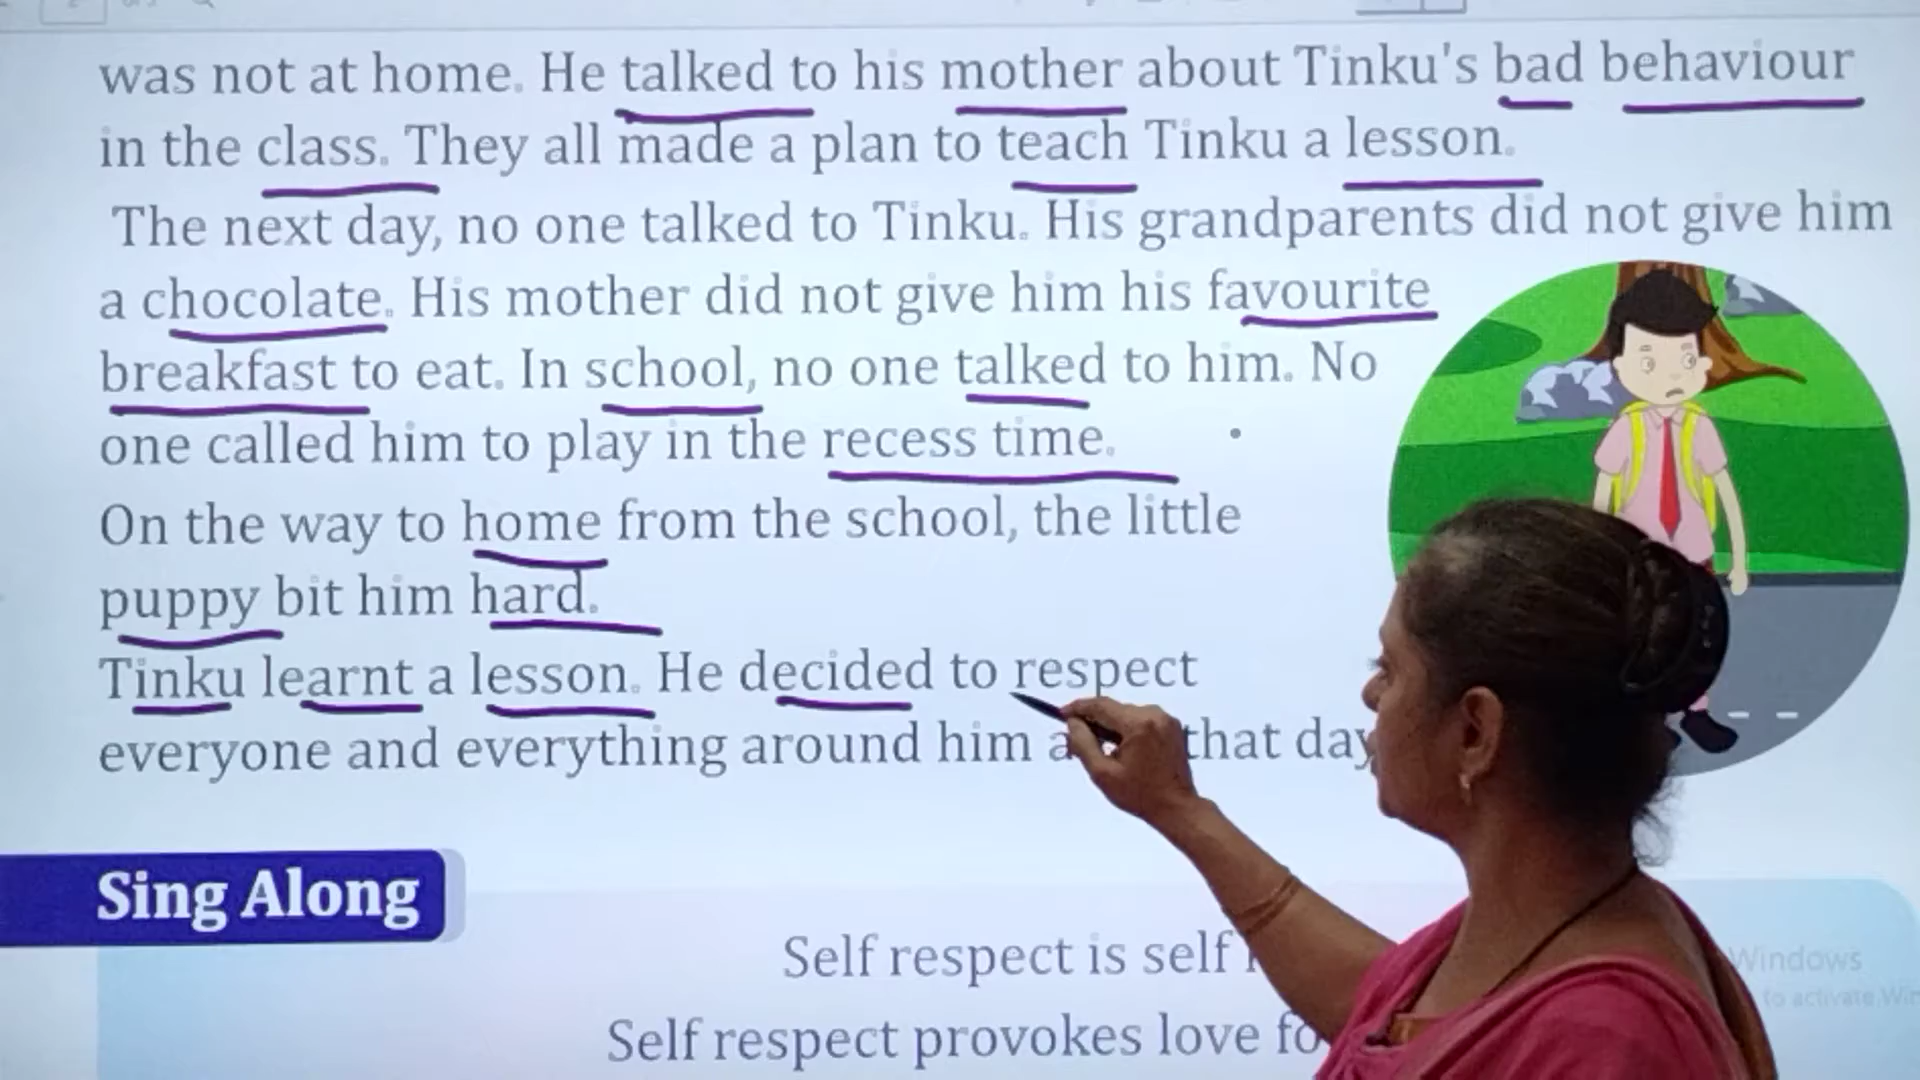 was not at home. He talked to his mother about Tinku's bad behaviour
in the class. They all made a plan to teach Tinku a lesson.
The next day, no one talked to Tinku. His grandparents did not give him
a chocolate. His mother did not give him his favourite
breakfast to eat. In school, no one talked to him. No
one called him to play in the recess time.
On the way to home from the school, the little
puppy bit him hard.
Tinku learnt a lesson. He decided to respect
everyone and everything around him that day
Sing Along
Self respect is self
Self respect provokes love
Windows
to activate